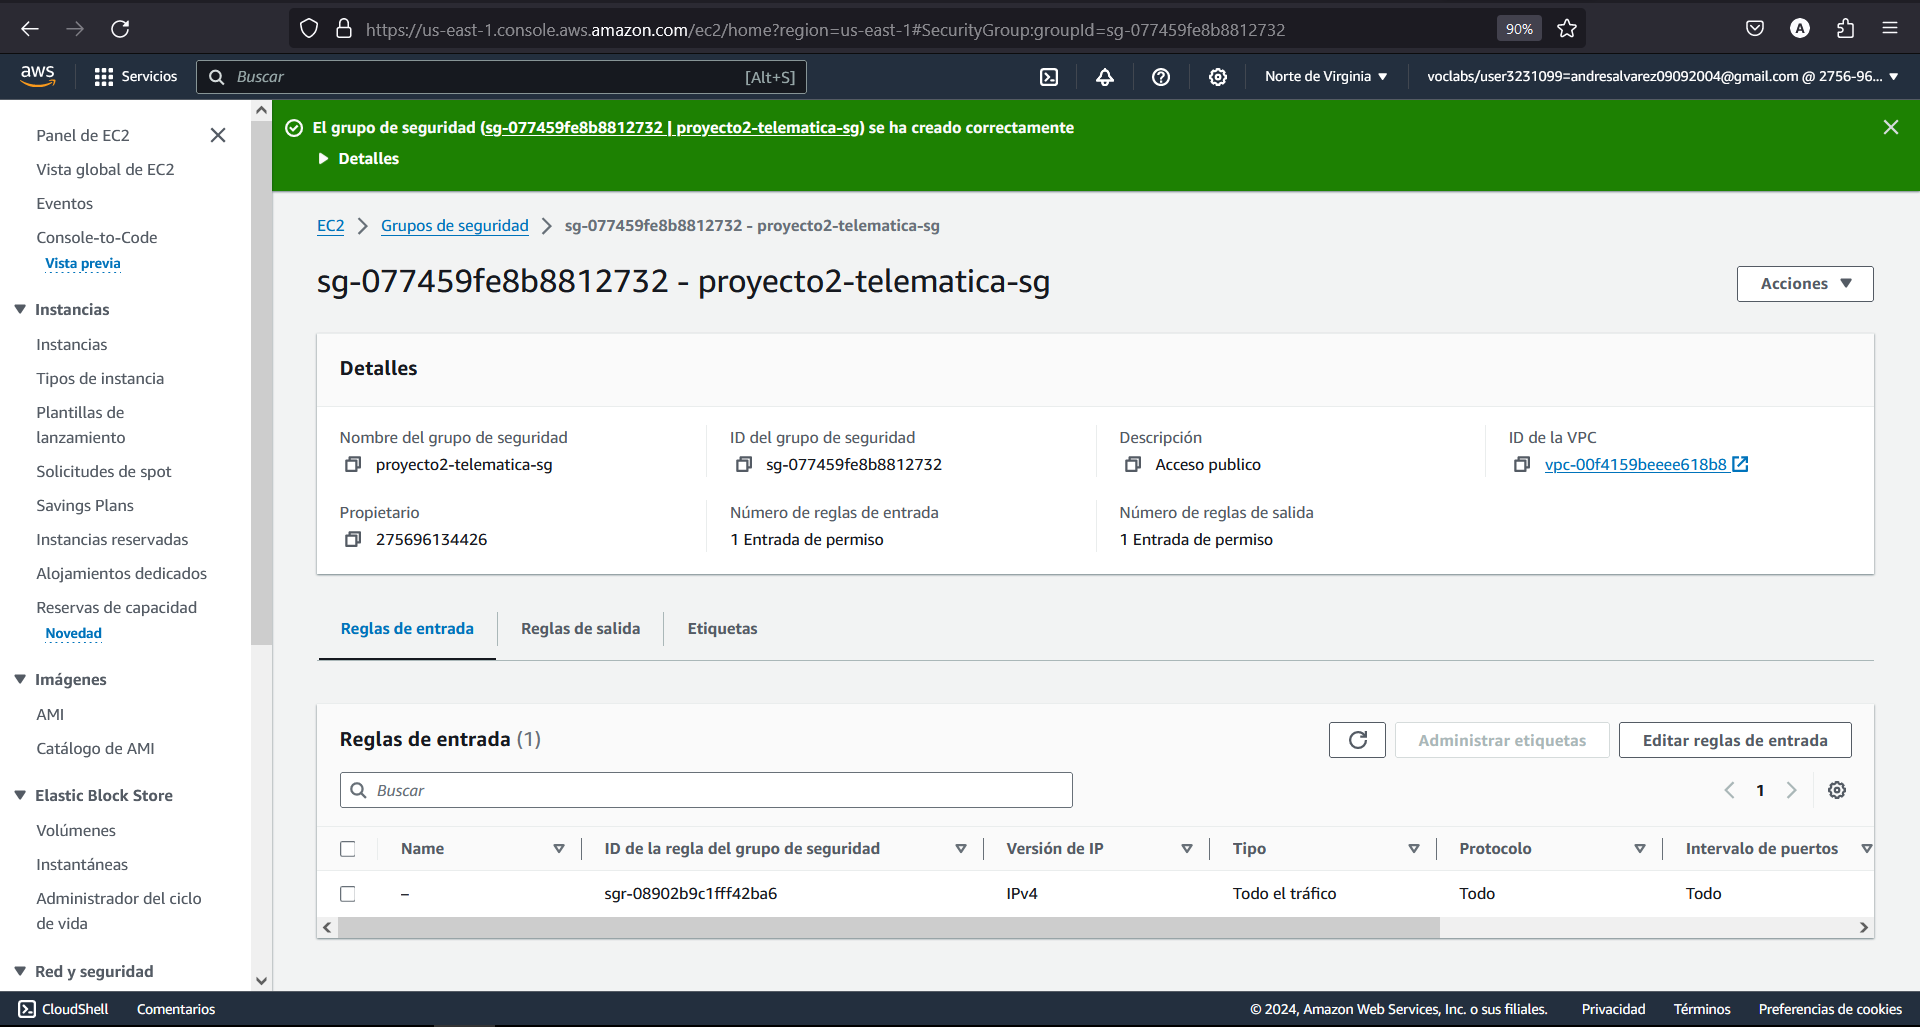 https://us-east-1.console.aws.amazon.com/ec2/home?region=us-east-1#SecurityGroup:groupId=sg-077459fe8b8812732
90%
A
aws
Servicios
Buscar
[Alt+S]
Norte de Virginia
voclabs/user3231099=andresalvarez09092004@gmail.com @ 2756-96...
Panel de EC2
Vista global de EC2
Eventos
Console-to-Code
Vista previa
Instancias
Instancias
Tipos de instancia
Plantillas de
lanzamiento
Solicitudes de spot
Savings Plans
Instancias reservadas
Alojamientos dedicados
Reservas de capacidad
Novedad
Imágenes
AMI
Catálogo de AMI
Elastic Block Store
Volúmenes
Instantáneas
Administrador del ciclo
de vida
Red y seguridad
El grupo de seguridad (sg-077459fe8b8812732 | proyecto2-telematica-sg) se ha creado correctamente
Detalles
EC2 > Grupos de seguridad > sg-077459fe8b8812732 - proyecto2-telematica-sg
sg-077459fe8b8812732 - proyecto2-telematica-sg
Acciones
Detalles
Nombre del grupo de seguridad
proyecto2-telematica-sg
ID del grupo de seguridad
sg-077459fe8b8812732
Descripción
Acceso publico
ID de la VPC
vpc-00f4159beeee618b8
Propietario
275696134426
Número de reglas de entrada
1 Entrada de permiso
Número de reglas de salida
1 Entrada de permiso
Reglas de entrada
Reglas de salida
Etiquetas
Reglas de entrada (1)
Administrar etiquetas
Editar reglas de entrada
Buscar
1
Name
ID de la regla del grupo de seguridad
Versión de IP
Tipo
Protocolo
Intervalo de puertos
–
sgr-08902b9c1fff42ba6
IPv4
Todo el tráfico
Todo
Todo
CloudShell
Comentarios
© 2024, Amazon Web Services, Inc. o sus filiales.
Privacidad
Términos
Preferencias de cookies